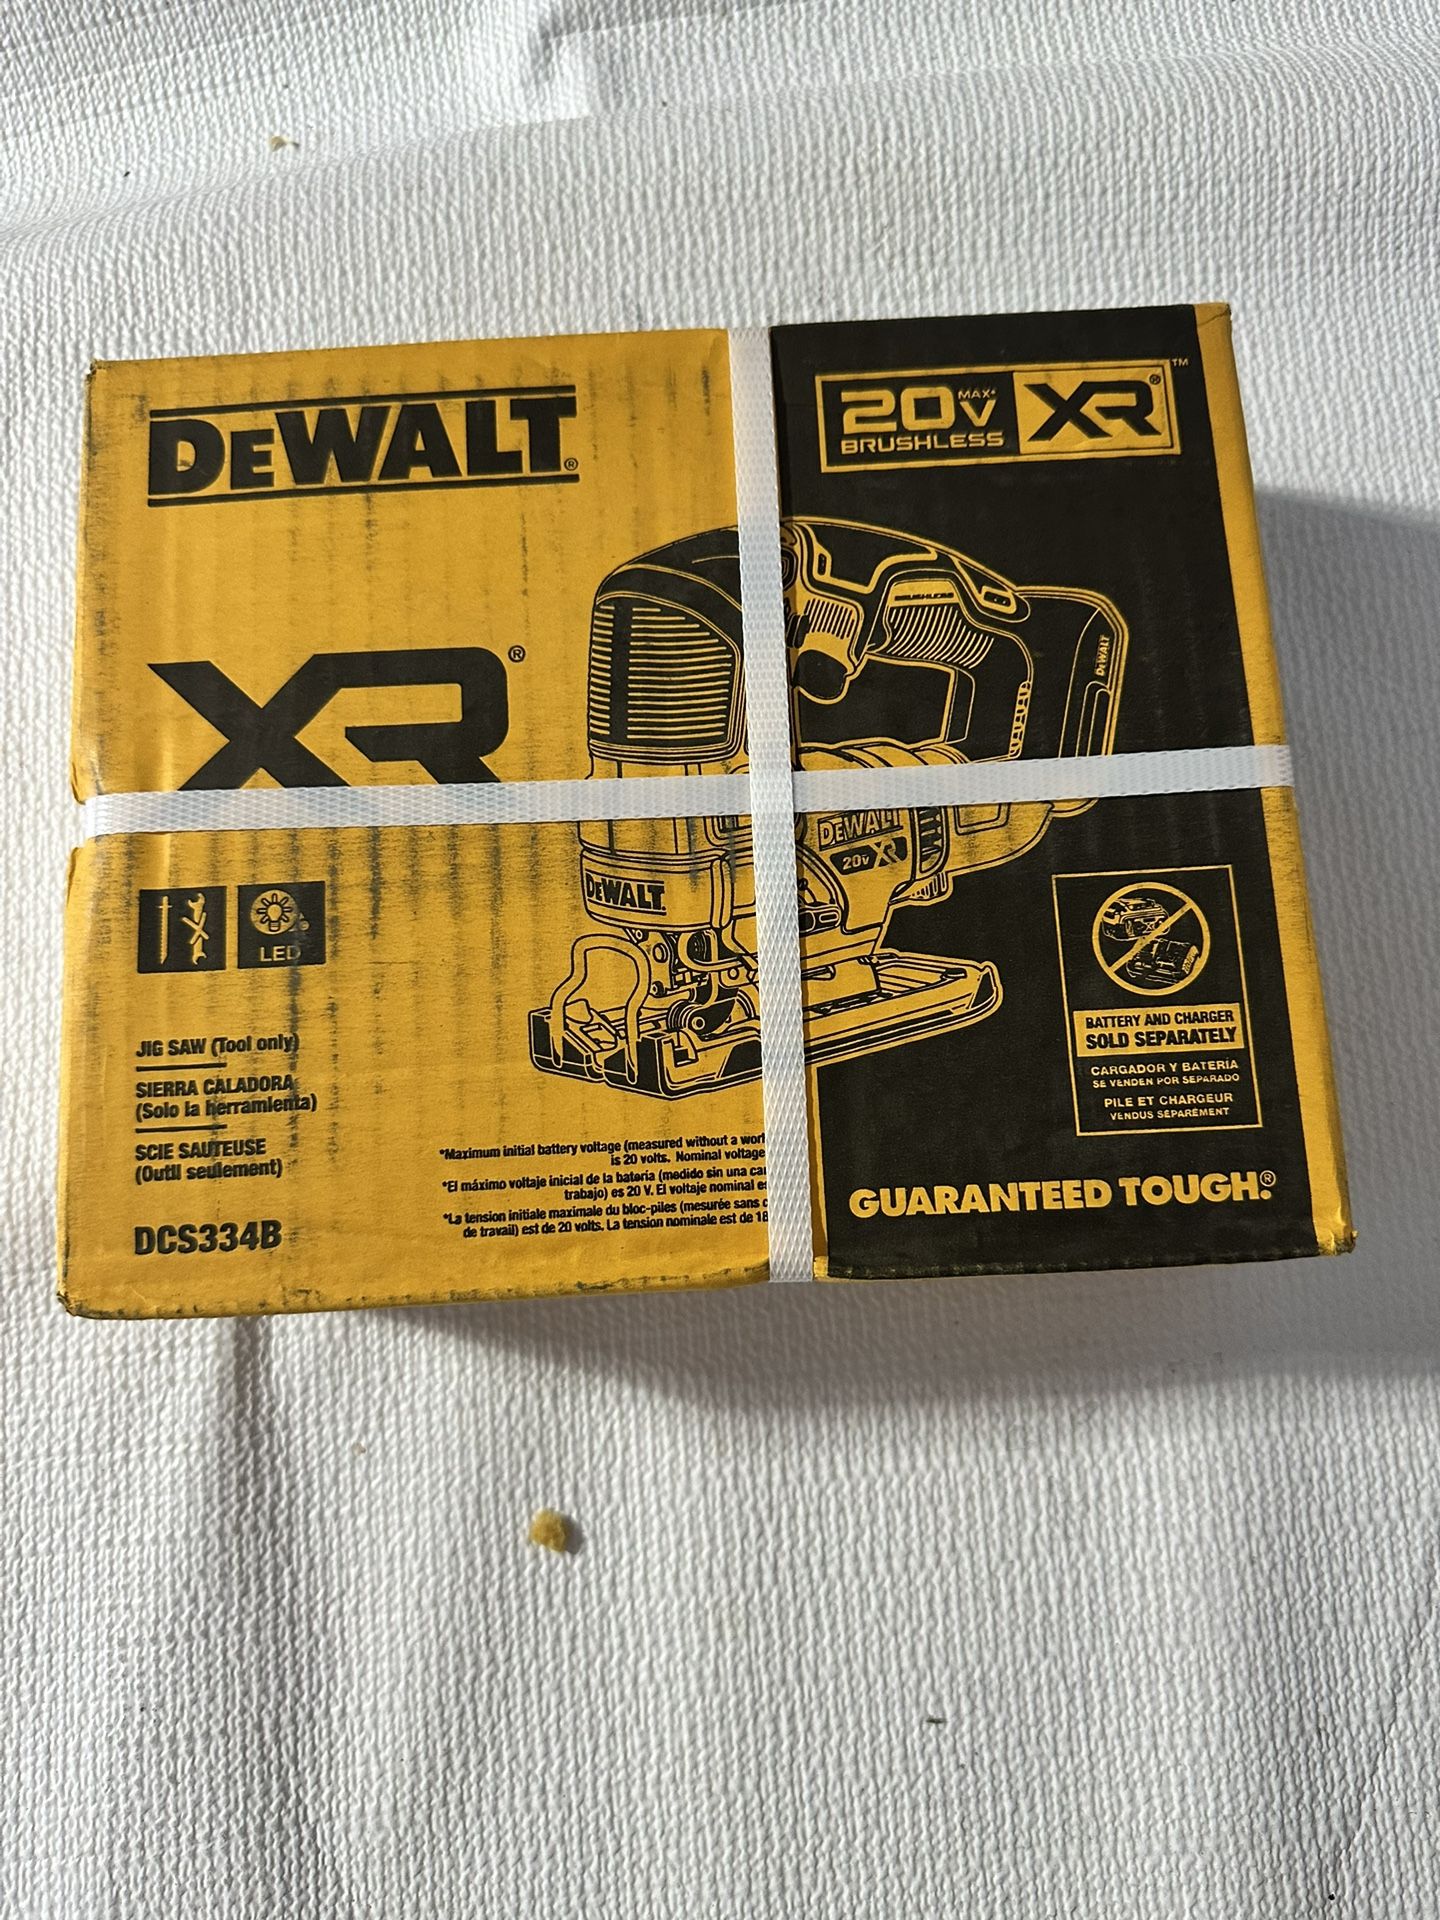 DEWALT®
20V MAX* XR®™
BRUSHLESS
XR®
BRUSHLESS
DEWALT
DEWALT
20V XR
DEWALT
LED
JIG SAW (Tool only)
SIERRA CALADORA
(Solo la herramienta)
SCIE SAUTEUSE
(Outil seulement)
DCS334B
*Maximum initial battery voltage (measured without a
is 20 volts. Nominal voltage
*El máximo voltaje inicial de la batería (medido sin una
trabajo) es 20 V. El voltaje nominal
*La tension initiale maximale du bloc-piles (mesurée sans
de travail) est de 20 volts. La tension nominale est de 18
BATTERY AND CHARGER
SOLD SEPARATELY
CARGADOR Y BATERÍA
SE VENDEN POR SEPARADO
PILE ET CHARGEUR
VENDUS SÉPARÉMENT
GUARANTEED TOUGH.®